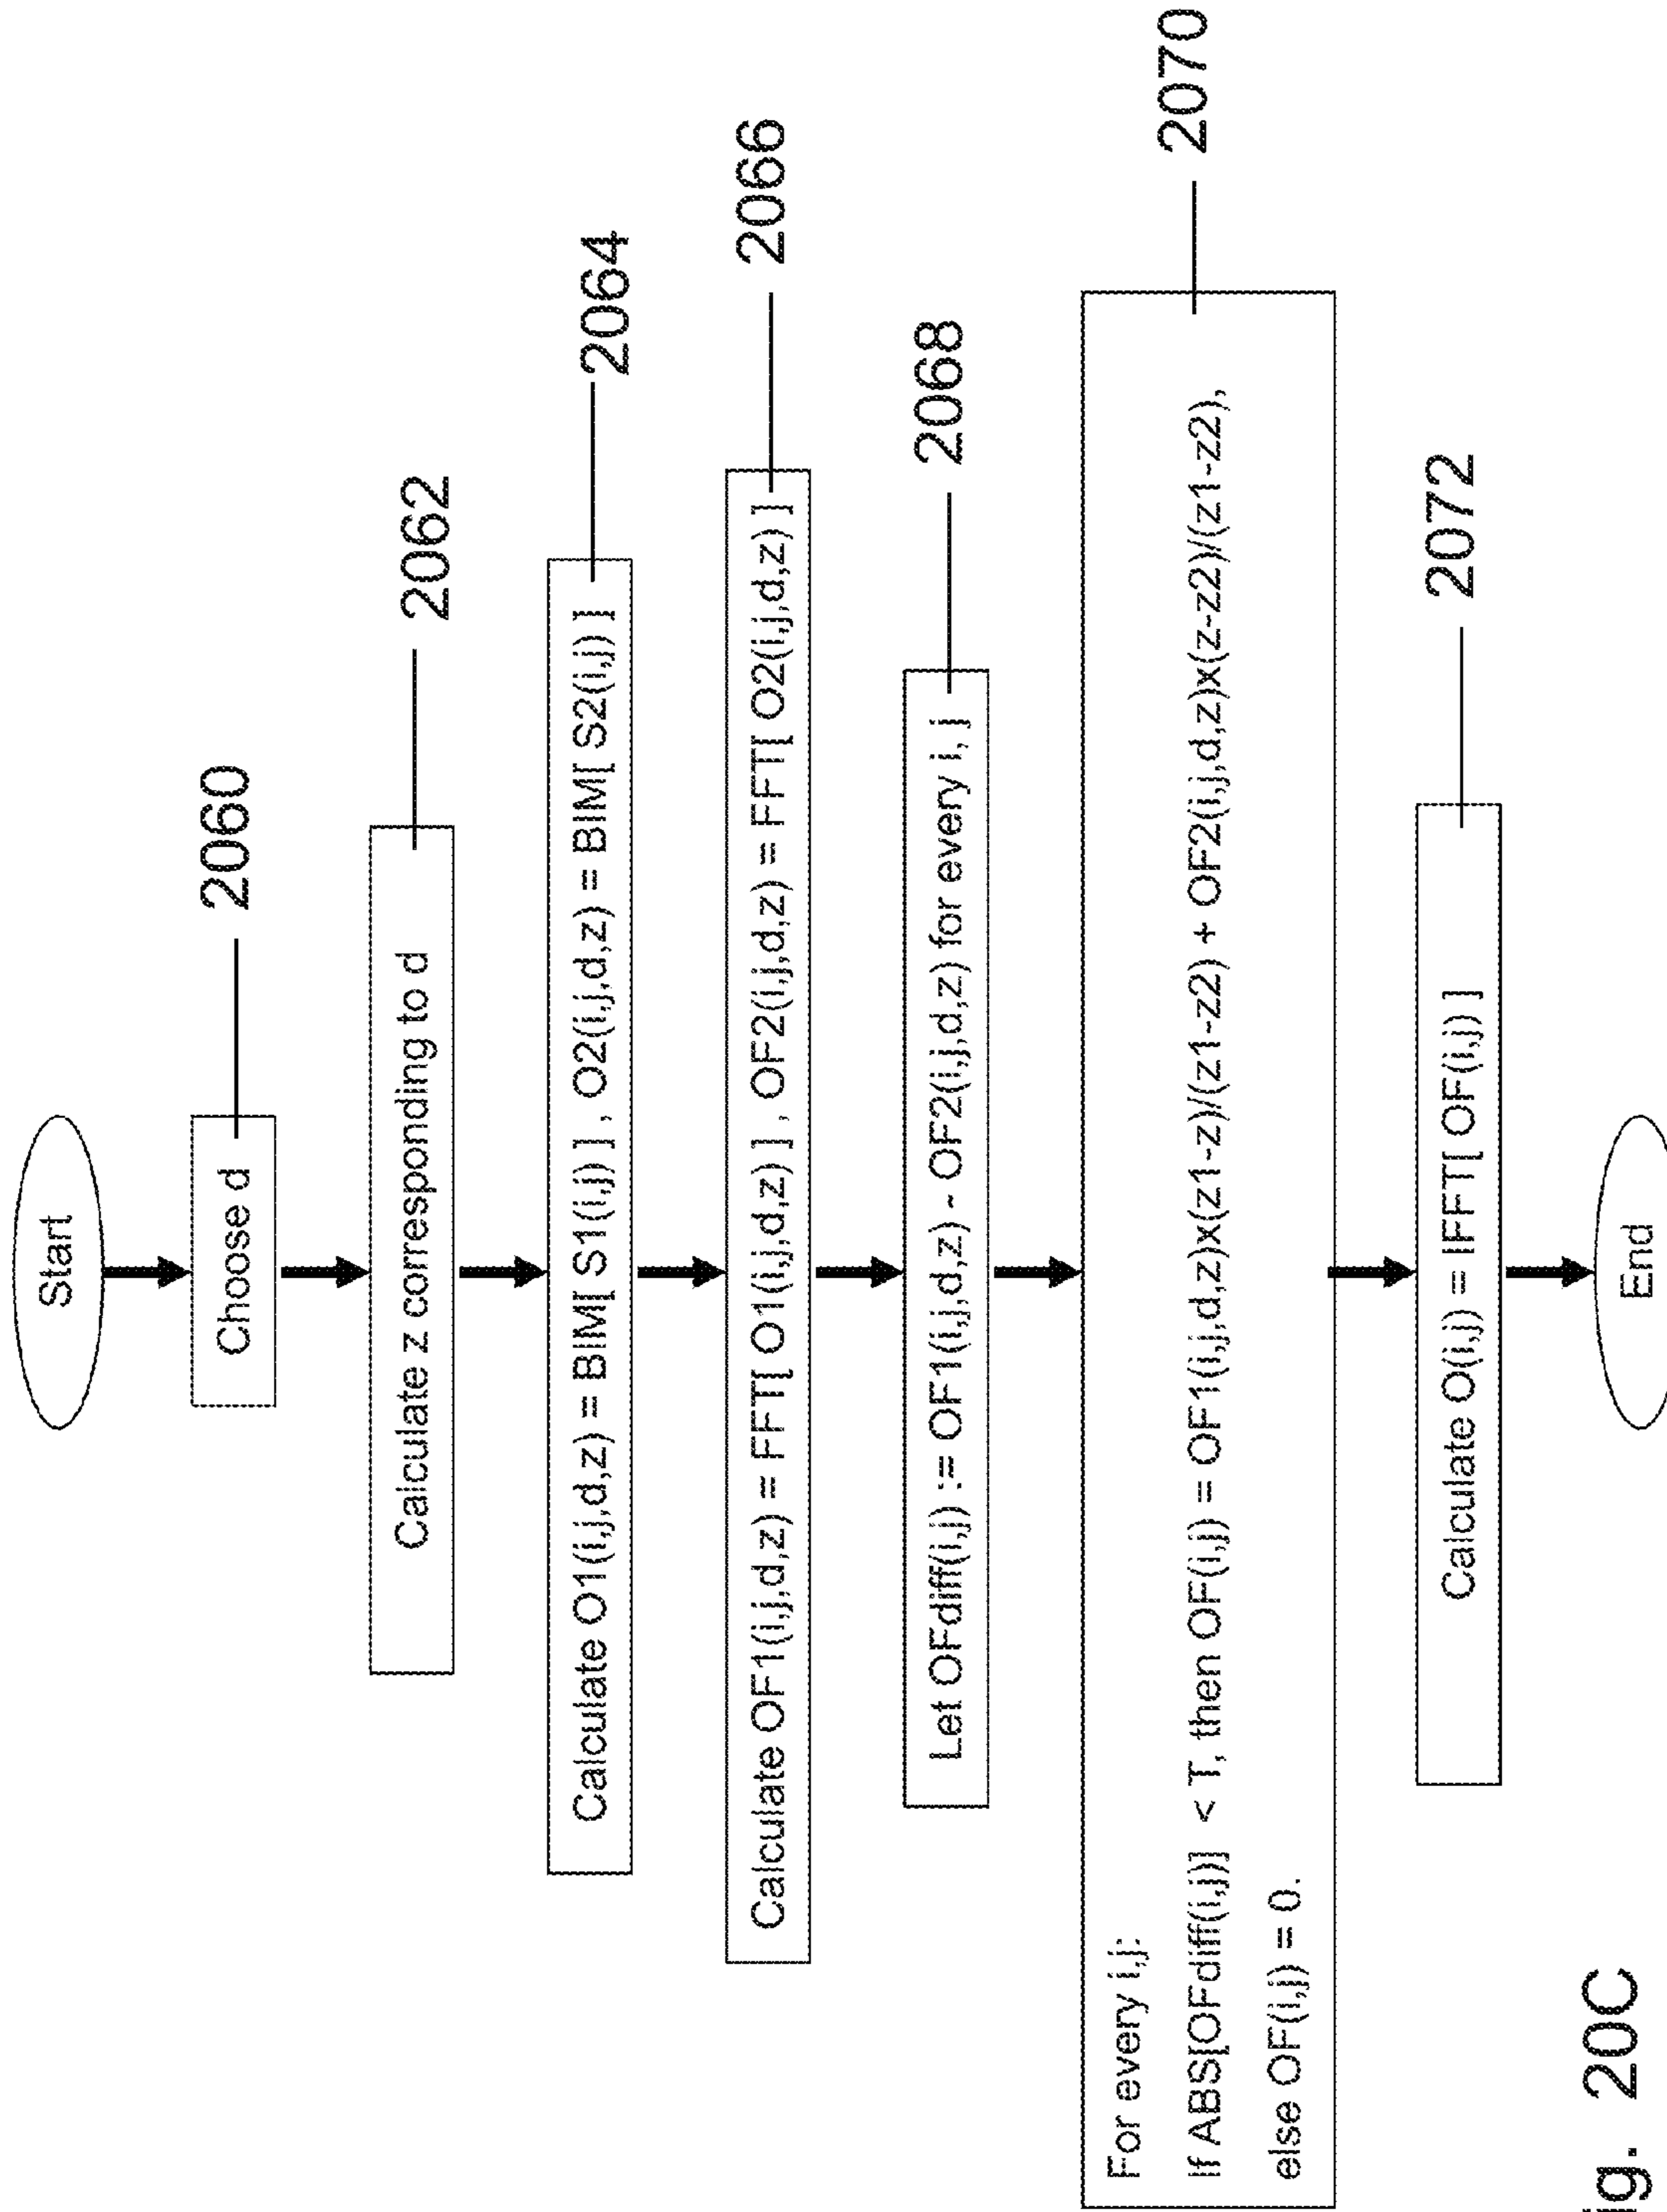 Start
Choose d
2060
Calculate z corresponding to d
2062
Calculate O1(i,j,d,z) = BIM[ S1(i,j) ] , O2(i,j,d,z) = BIM[ S2(i,j) ]
2064
Calculate OF1(i,j,d,z) = FFT[ O1(i,j,d,z) ] , OF2(i,j,d,z) = FFT[ O2(i,j,d,z) ]
2066
Let OFdiff(i,j) := OF1(i,j,d,z) - OF2(i,j,d,z) for every i, j
2068
For every i,j:
If ABS[OFdiff(i,j)] < T, then OF(i,j) = OF1(i,j,d,z)x(z1-z)/(z1-z2) + OF2(i,j,d,z)x(z-z2)/(z1-z2),
else OF(i,j) = 0.
2070
Calculate O(i,j) = IFFT[ OF(i,j) ]
2072
End
ig. 20C